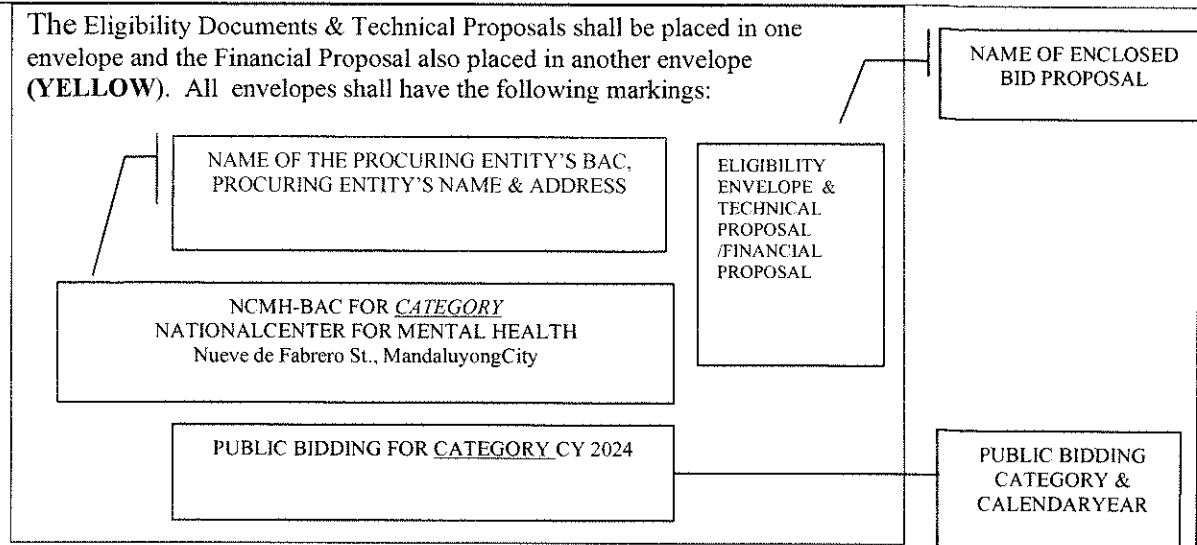 The Eligibility Documents & Technical Proposals shall be placed in one
envelope and the Financial Proposal also placed in another envelope
(YELLOW). All envelopes shall have the following markings:
NAME OF ENCLOSED
BID PROPOSAL
NAME OF THE PROCURING ENTITY'S BAC,
PROCURING ENTITY'S NAME & ADDRESS
ELIGIBILITY
ENVELOPE &
TECHNICAL
PROPOSAL
/FINANCIAL
PROPOSAL
NCMH-BAC FOR CATEGORY
NATIONALCENTER FOR MENTAL HEALTH
Nueve de Fabrero St., MandaluyongCity
PUBLIC BIDDING FOR CATEGORY CY 2024
PUBLIC BIDDING
CATEGORY &
CALENDARYEAR